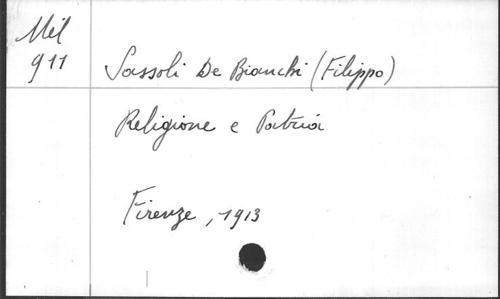 Mil
911
Sassoli De Bianchi (Filippo)
Religione e Patria
Firenze, 1913